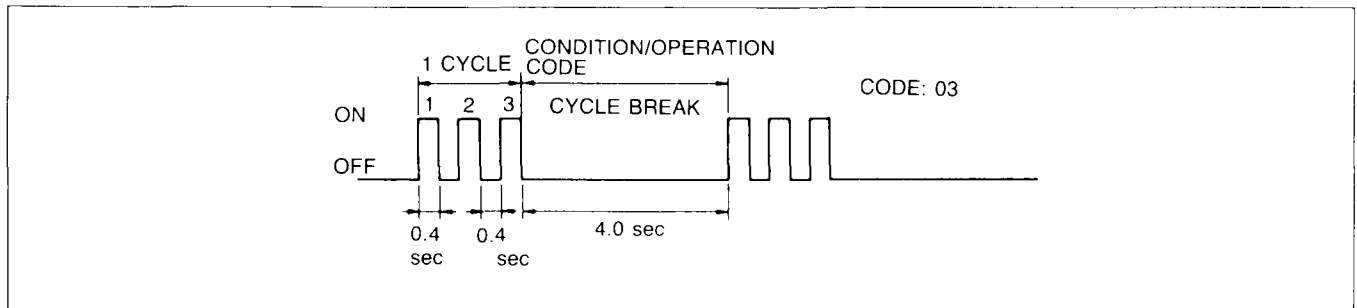 CONDITION/OPERATION
1 CYCLE CODE
CODE: 03
1 2 3 CYCLE BREAK
ON
OFF
0.4 sec
0.4 sec
4.0 sec